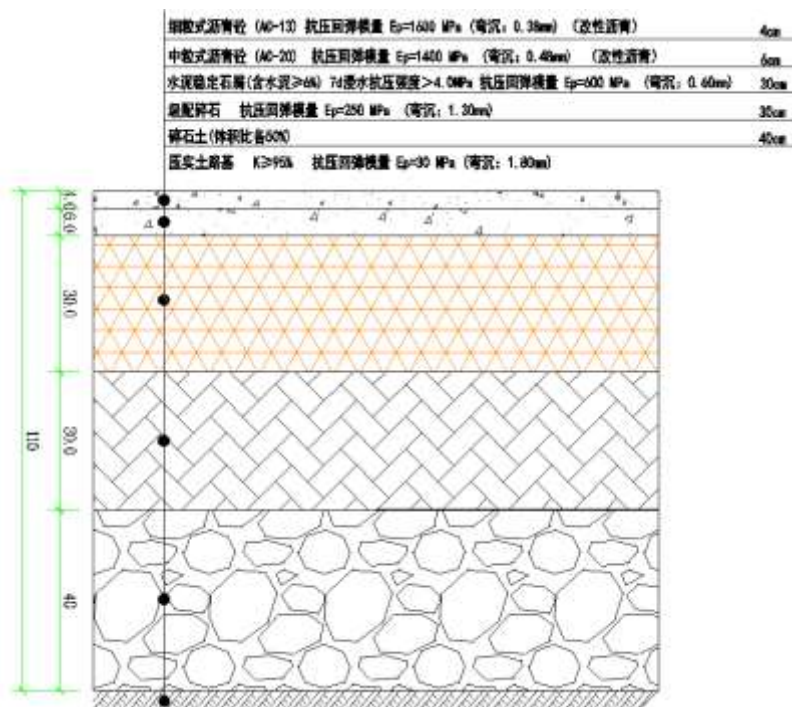 细粒式沥青砼 (AC-13) 抗压回弹模量 Ep=1600 MPa (弯沉: 0.38mm) (改性沥青) 4cm
中粒式沥青砼 (AC-20) 抗压回弹模量 Ep=1400 MPa (弯沉: 0.48mm) (改性沥青) 6cm
水泥稳定石屑(含水泥≥6%) 7d浸水抗压强度>4.0MPa 抗压回弹模量 Ep=600 MPa (弯沉: 0.60mm) 30cm
级配碎石 抗压回弹模量 Ep=250 MPa (弯沉: 1.30mm) 30cm
碎石土(体积比各50%) 40cm
压实土路基 K≥95% 抗压回弹模量 Ep=30 MPa (弯沉: 1.80mm)
4.0
6.0
30.0
30.0
40
110